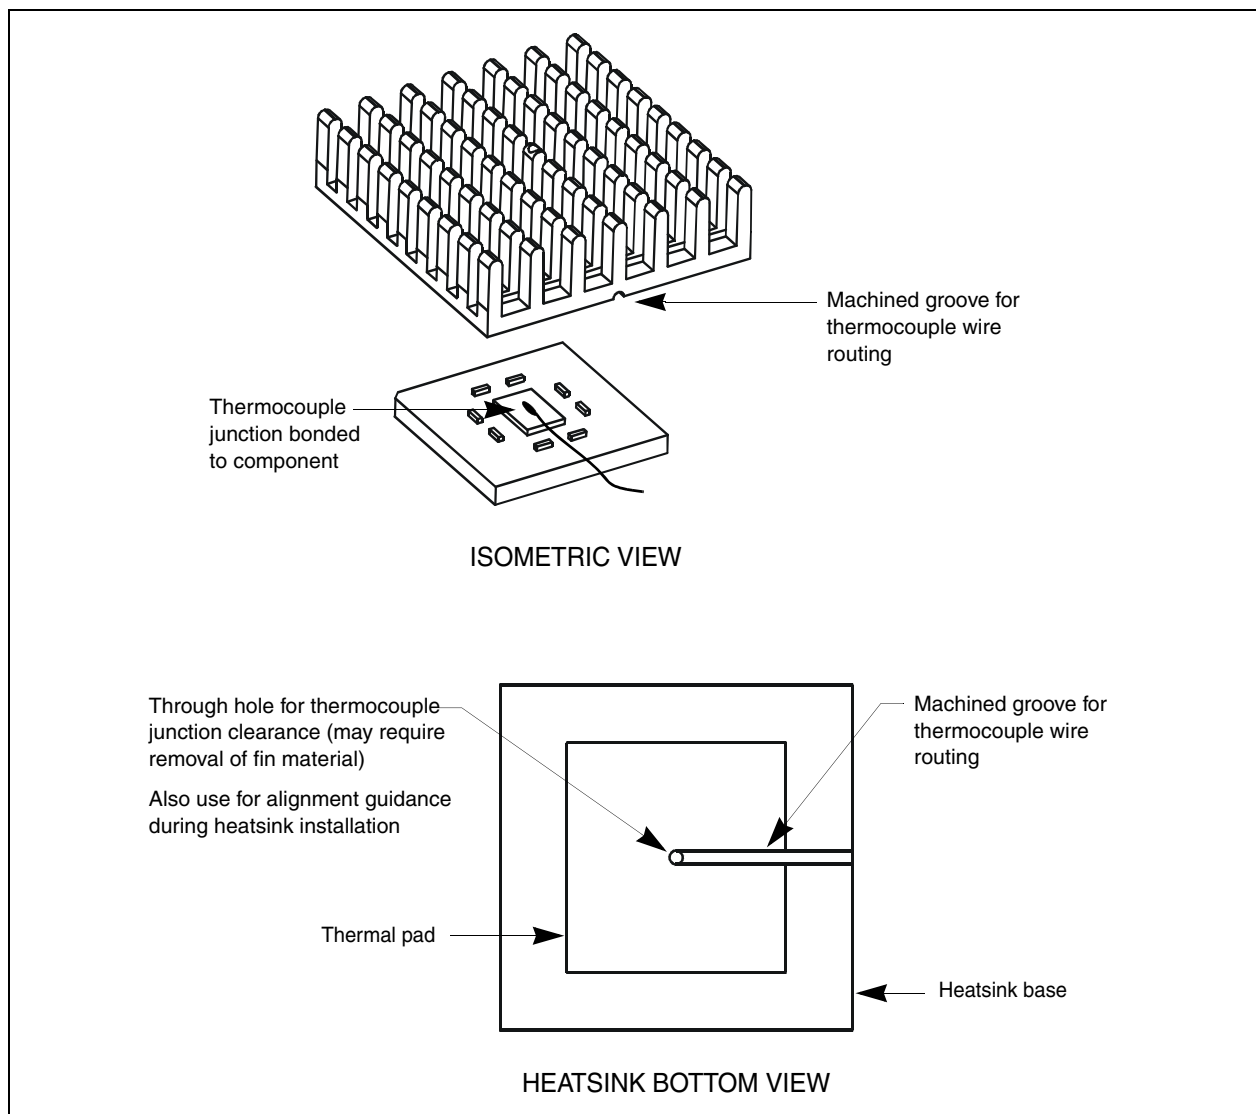 Machined groove for
thermocouple wire
routing
Thermocouple
junction bonded
to component
ISOMETRIC VIEW
Through hole for thermocouple
junction clearance (may require
removal of fin material)
Also use for alignment guidance
during heatsink installation
Machined groove for
thermocouple wire
routing
Thermal pad
Heatsink base
HEATSINK BOTTOM VIEW